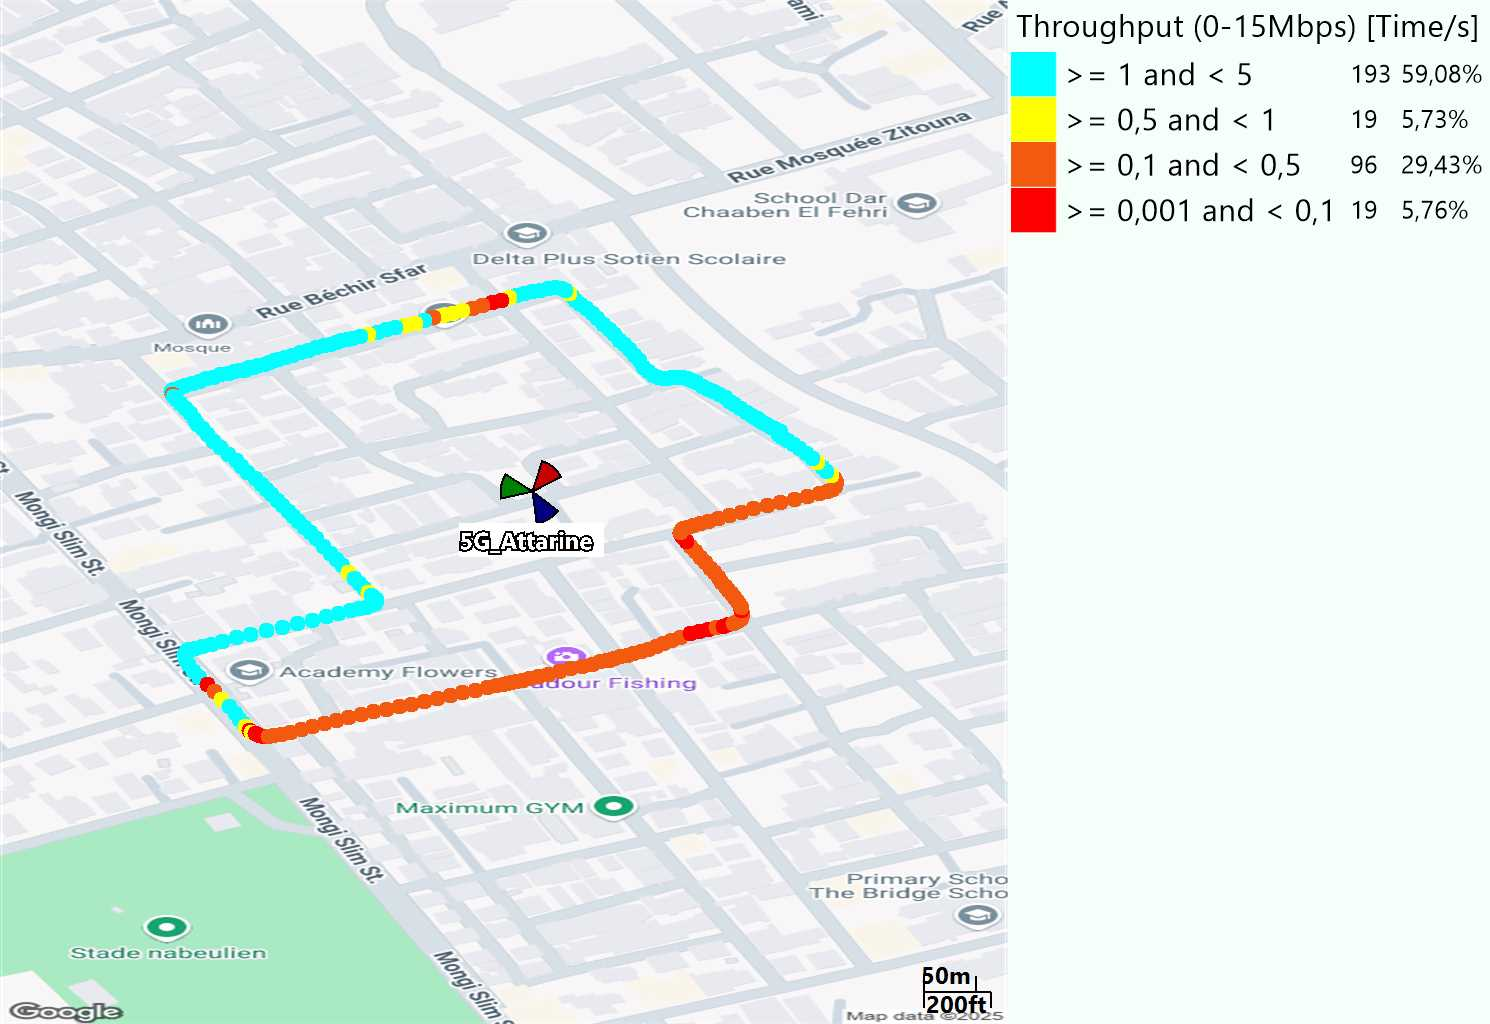 Throughput (0-15Mbps) [Time/s]
>= 1 and < 5 193 59,08%
>= 0,5 and < 1 19 5,73%
>= 0,1 and < 0,5 96 29,43%
>= 0,001 and < 0,1 19 5,76%
Rue
Rue Mosquée Zitouna
School Dar
Chaaben El Fehri
Delta Plus Sotien Scolaire
Rue Béchir Sfar
Mosque
St.
Mongi Slim St.
5G_Attarine
Mongi Slim
Academy Flowers
adour Fishing
Maximum GYM
Mongi Slim St.
Primary Scho
The Bridge Scho
Stade nabeulien
Mongi Slim S
50m
200ft
Google
Map data ©2025